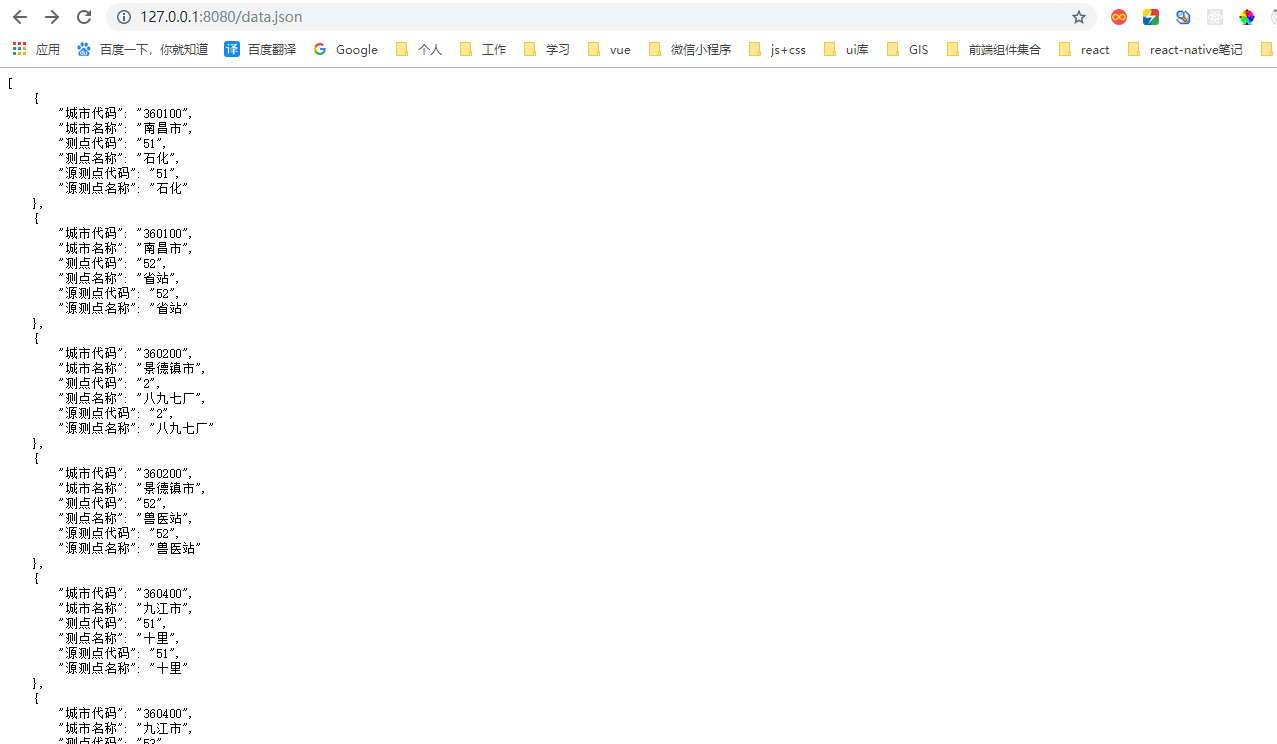 127.0.0.1:8080/data.json
应用 百度一下，你就知道 译 百度翻译 G Google 个人 工作 学习 vue 微信小程序 js+css ui库 GIS 前端组件集合 react react-native笔记
[
{
"城市代码": "360100",
"城市名称": "南昌市",
"测点代码": "51",
"测点名称": "石化",
"源测点代码": "51",
"源测点名称": "石化"
},
{
"城市代码": "360100",
"城市名称": "南昌市",
"测点代码": "52",
"测点名称": "省站",
"源测点代码": "52",
"源测点名称": "省站"
},
{
"城市代码": "360200",
"城市名称": "景德镇市",
"测点代码": "2",
"测点名称": "八九七厂",
"源测点代码": "2",
"源测点名称": "八九七厂"
},
{
"城市代码": "360200",
"城市名称": "景德镇市",
"测点代码": "52",
"测点名称": "兽医站",
"源测点代码": "52",
"源测点名称": "兽医站"
},
{
"城市代码": "360400",
"城市名称": "九江市",
"测点代码": "51",
"测点名称": "十里",
"源测点代码": "51",
"源测点名称": "十里"
},
{
"城市代码": "360400",
"城市名称": "九江市",